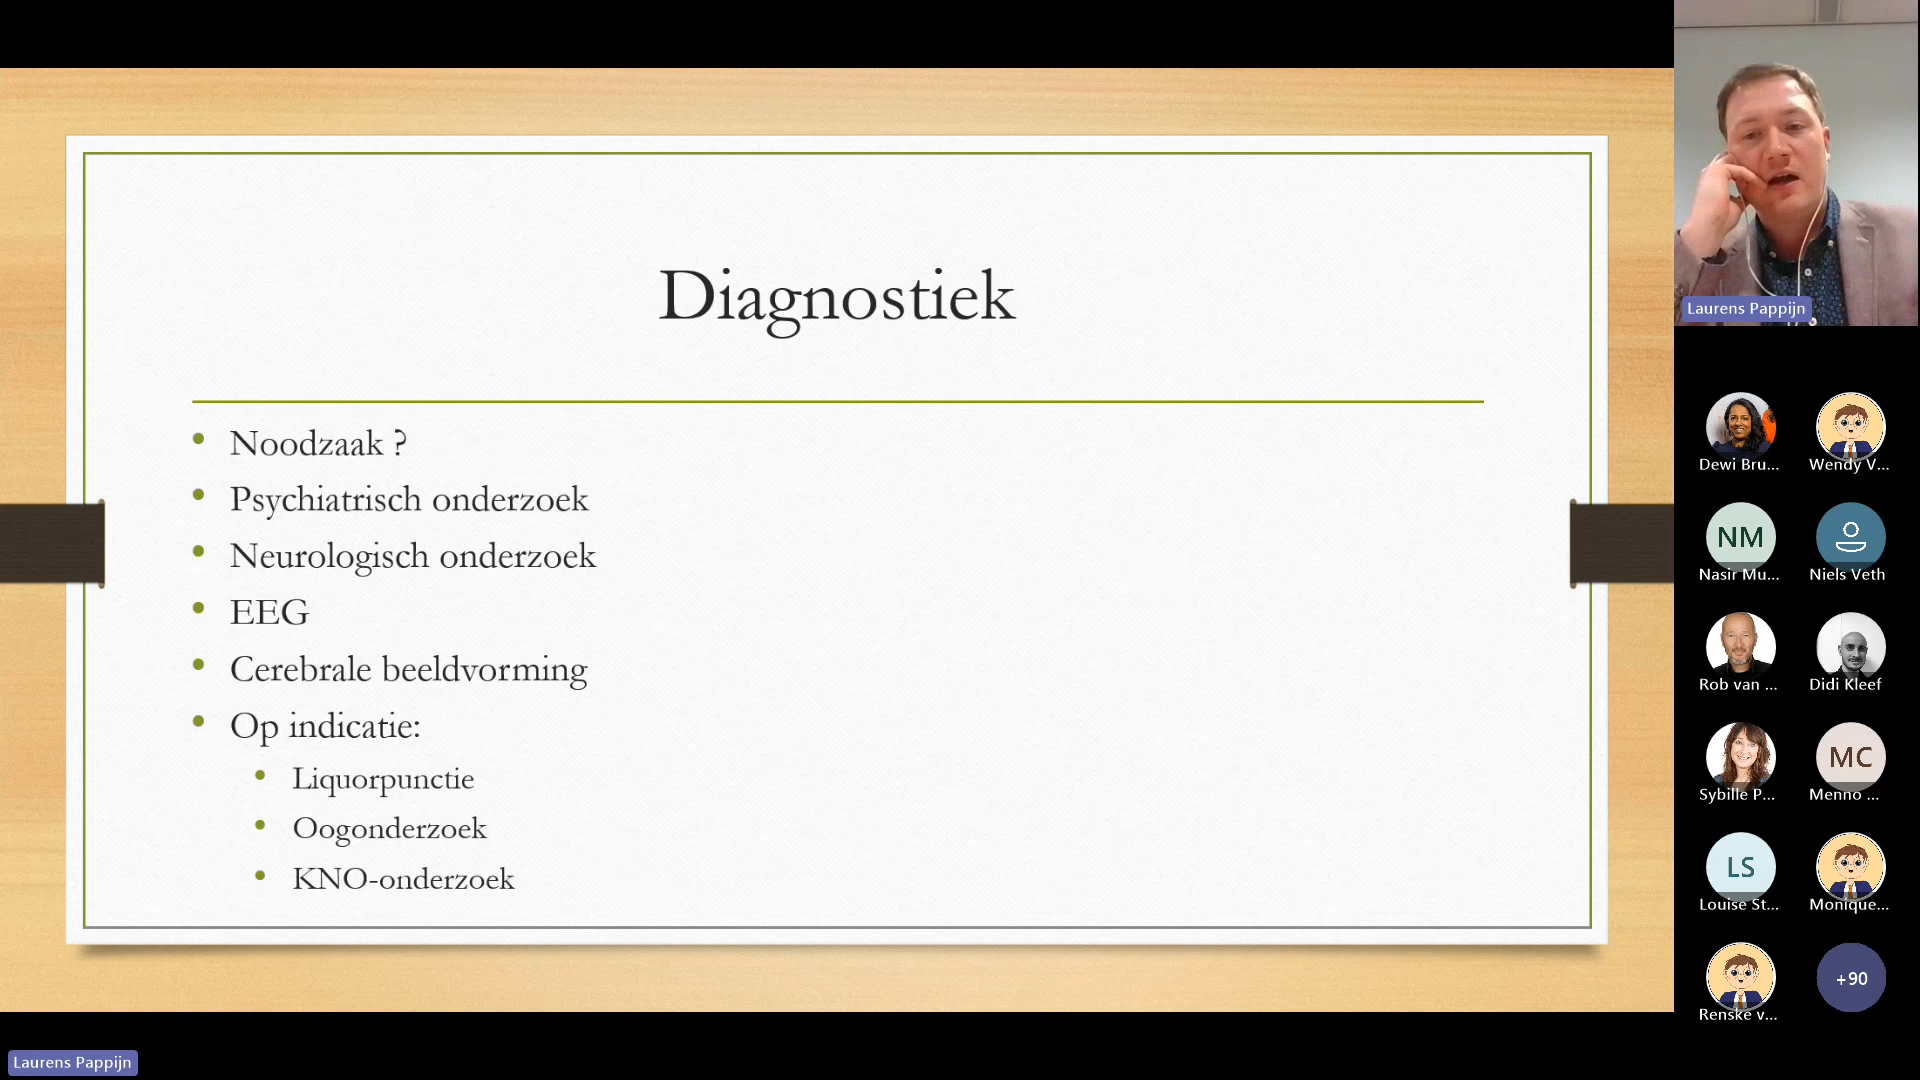 Diagnostiek
Noodzaak ?
Psychiatrisch onderzoek
Neurologisch onderzoek
EEG
Cerebrale beeldvorming
Op indicatie:
Liquorpunctie
Oogonderzoek
KNO-onderzoek
Laurens Pappijn
Dewi Bru...
Wendy V...
NM
Nasir Mu...
Niels Veth
Rob van ...
Didi Kleef
Sybille P...
MC
Menno ...
LS
Louise St...
Monique...
Renske v...
+90
Laurens Pappijn